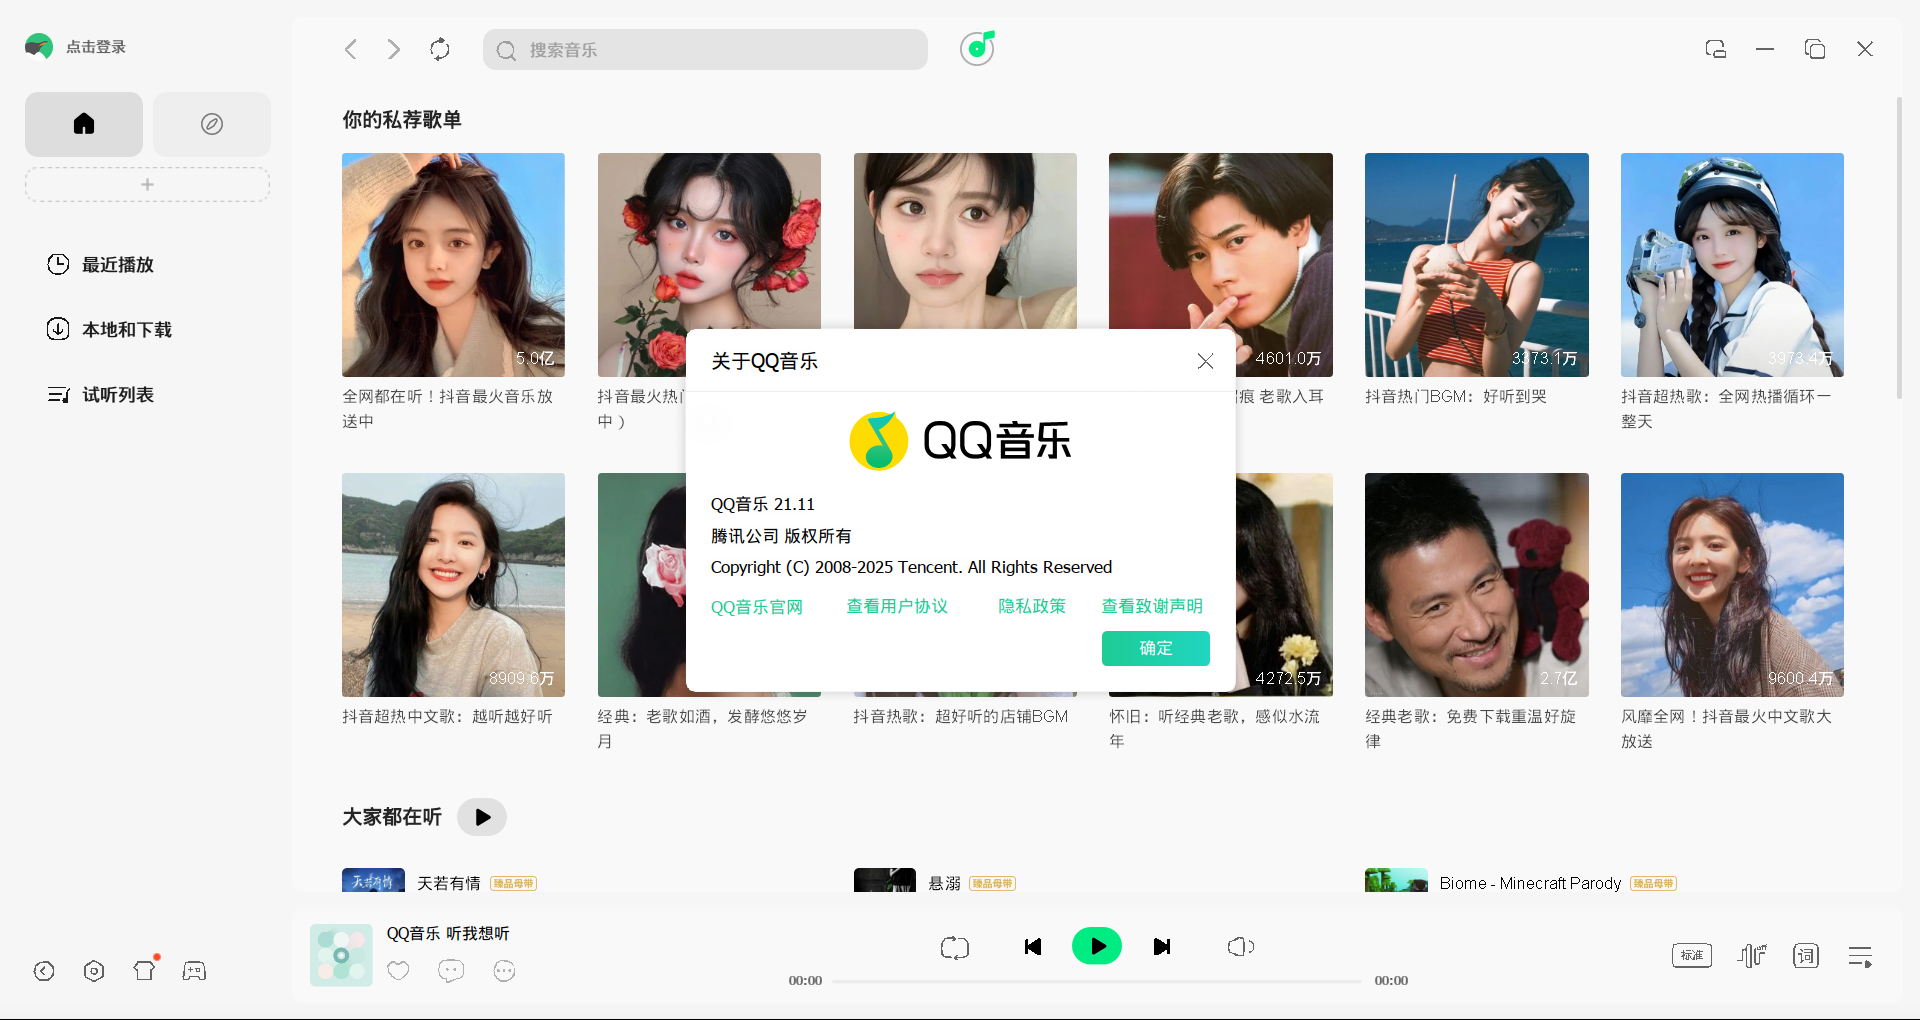 点击登录
搜索音乐
最近播放
本地和下载
试听列表
你的私荐歌单
5.0亿
4601.0万
3373.1万
3973.4万
全网都在听！抖音最火音乐放
送中
抖音最火热门
中 ）
痕 老歌入耳
抖音热门BGM：好听到哭
抖音超热歌：全网热播循环一
整天
关于QQ音乐
QQ音乐
QQ音乐 21.11
腾讯公司 版权所有
Copyright (C) 2008-2025 Tencent. All Rights Reserved
QQ音乐官网 查看用户协议 隐私政策 查看致谢声明
确定
8909.6万
4272.5万
2.7亿
9600.4万
抖音超热中文歌：越听越好听
经典：老歌如酒，发酵悠悠岁
月
抖音热歌：超好听的店铺BGM
怀旧：听经典老歌，感似水流
年
经典老歌：免费下载重温好旋
律
风靡全网！抖音最火中文歌大
放送
大家都在听
天若有情
天若有情 臻品母带
悬溺 臻品母带
Biome - Minecraft Parody 臻品母带
QQ音乐 听我想听
00:00
00:00
标准
词